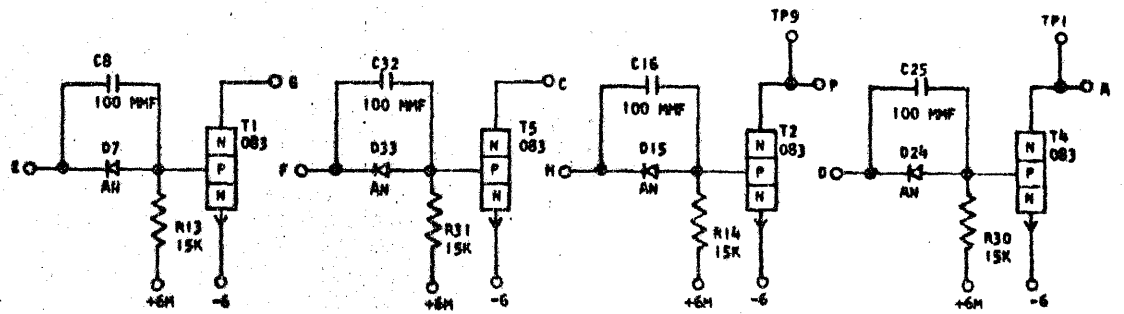 TP9
TP1
C8
C32
C16
C25
100 MMF
100 MMF
100 MMF
100 MMF
G
C
P
A
T1
083
T5
083
T2
083
T4
083
N
P
N
N
P
N
N
P
N
N
P
N
D7
D33
D15
D24
AN
AN
AN
AN
F
H
R13
15K
R31
15K
R14
15K
R30
15K
+6M
-6
+6M
-6
+6M
-6
+6M
-6